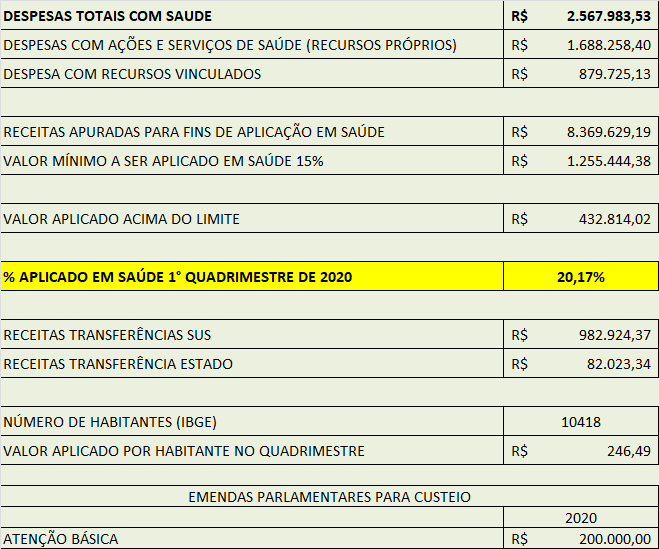 DESPESAS TOTAIS COM SAUDE R$ 2.567.983,53
DESPESAS COM AÇÕES E SERVIÇOS DE SAÚDE (RECURSOS PRÓPRIOS) R$ 1.688.258,40
DESPESA COM RECURSOS VINCULADOS R$ 879.725,13
RECEITAS APURADAS PARA FINS DE APLICAÇÃO EM SAÚDE R$ 8.369.629,19
VALOR MÍNIMO A SER APLICADO EM SAÚDE 15% R$ 1.255.444,38
VALOR APLICADO ACIMA DO LIMITE R$ 432.814,02
% APLICADO EM SAÚDE 1° QUADRIMESTRE DE 2020 20,17%
RECEITAS TRANSFERÊNCIAS SUS R$ 982.924,37
RECEITAS TRANSFERÊNCIA ESTADO R$ 82.023,34
NÚMERO DE HABITANTES (IBGE) 10418
VALOR APLICADO POR HABITANTE NO QUADRIMESTRE R$ 246,49
EMENDAS PARLAMENTARES PARA CUSTEIO
2020
ATENÇÃO BÁSICA R$ 200.000,00